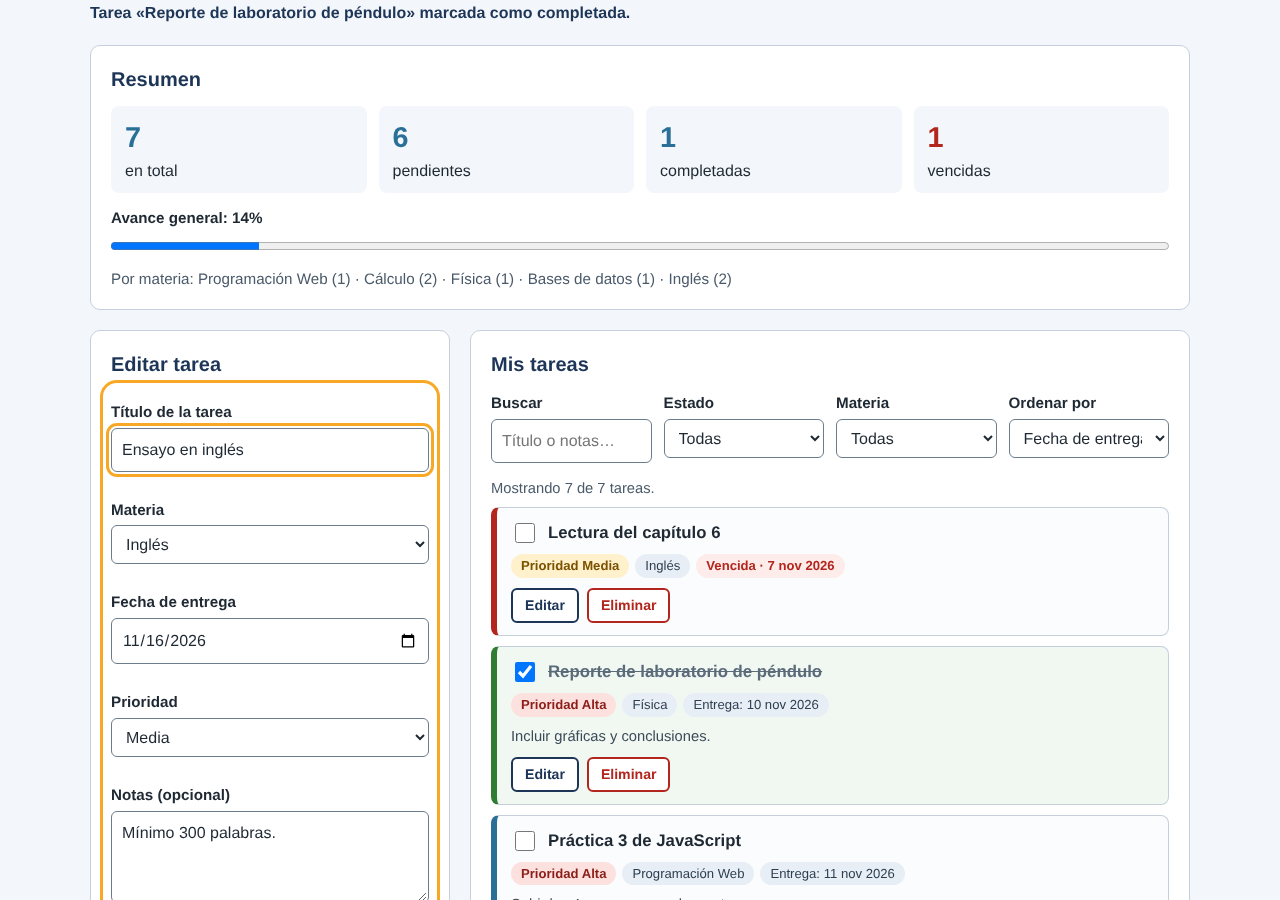 Tarea «Reporte de laboratorio de péndulo» marcada como completada.
Resumen
7
en total
6
pendientes
1
completadas
1
vencidas
Avance general: 14%
Por materia: Programación Web (1) · Cálculo (2) · Física (1) · Bases de datos (1) · Inglés (2)
Editar tarea
Título de la tarea
Ensayo en inglés
Materia
Inglés
Fecha de entrega
11/16/2026
Prioridad
Media
Notas (opcional)
Mínimo 300 palabras.
Mis tareas
Buscar
Título o notas…
Estado
Todas
Materia
Todas
Ordenar por
Fecha de entrega
Mostrando 7 de 7 tareas.
Lectura del capítulo 6
Prioridad Media Inglés Vencida · 7 nov 2026
Editar Eliminar
Reporte de laboratorio de péndulo
Prioridad Alta Física Entrega: 10 nov 2026
Incluir gráficas y conclusiones.
Editar Eliminar
Práctica 3 de JavaScript
Prioridad Alta Programación Web Entrega: 11 nov 2026